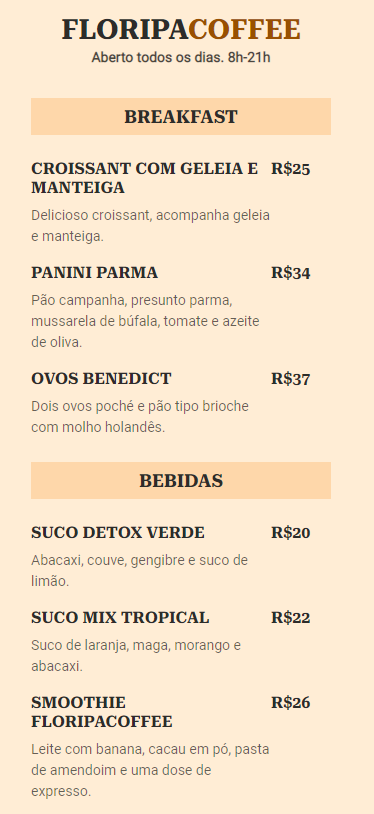 FLORIPACOFFEE
Aberto todos os dias. 8h-21h
BREAKFAST
CROISSANT COM GELEIA E R$25
MANTEIGA
Delicioso croissant, acompanha geleia
e manteiga.
PANINI PARMA R$34
Pão campanha, presunto parma,
mussarela de búfala, tomate e azeite
de oliva.
OVOS BENEDICT R$37
Dois ovos poché e pão tipo brioche
com molho holandês.
BEBIDAS
SUCO DETOX VERDE R$20
Abacaxi, couve, gengibre e suco de
limão.
SUCO MIX TROPICAL R$22
Suco de laranja, maga, morango e
abacaxi.
SMOOTHIE R$26
FLORIPACOFFEE
Leite com banana, cacau em pó, pasta
de amendoim e uma dose de
expresso.